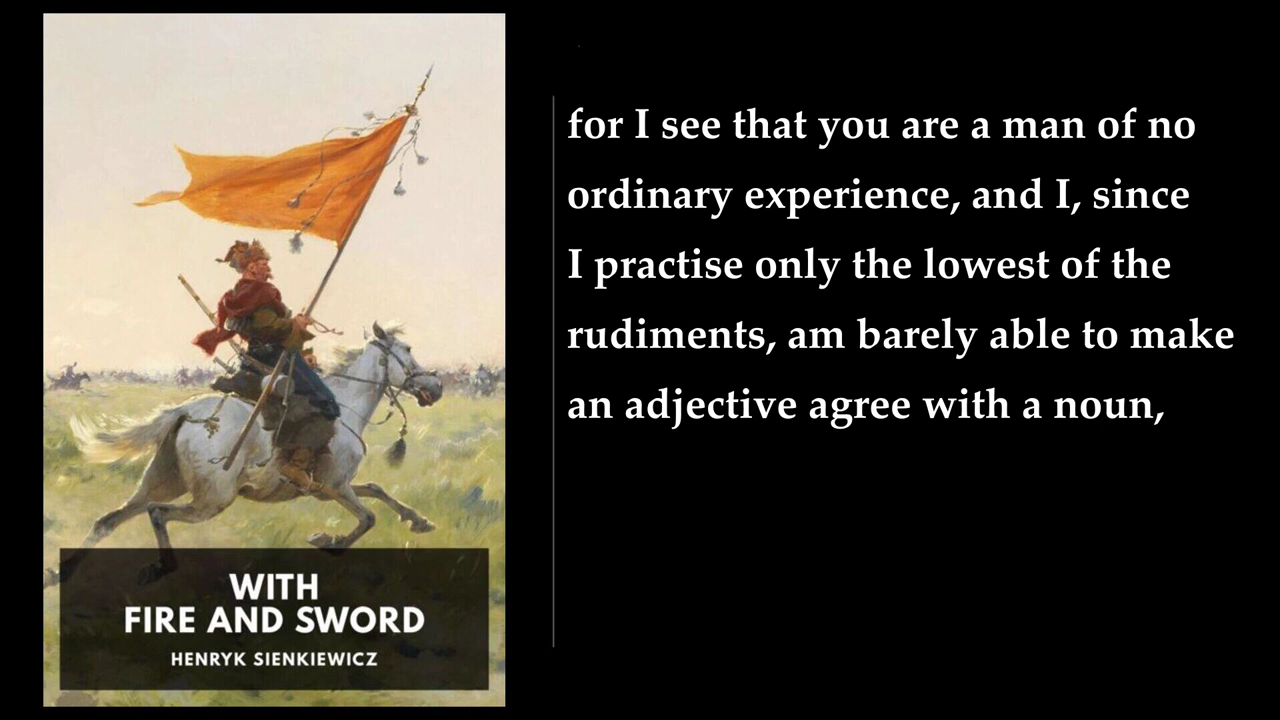 WITH
FIRE AND SWORD
HENRYK SIENKIEWICZ
for I see that you are a man of no
ordinary experience, and I, since
I practise only the lowest of the
rudiments, am barely able to make
an adjective agree with a noun,